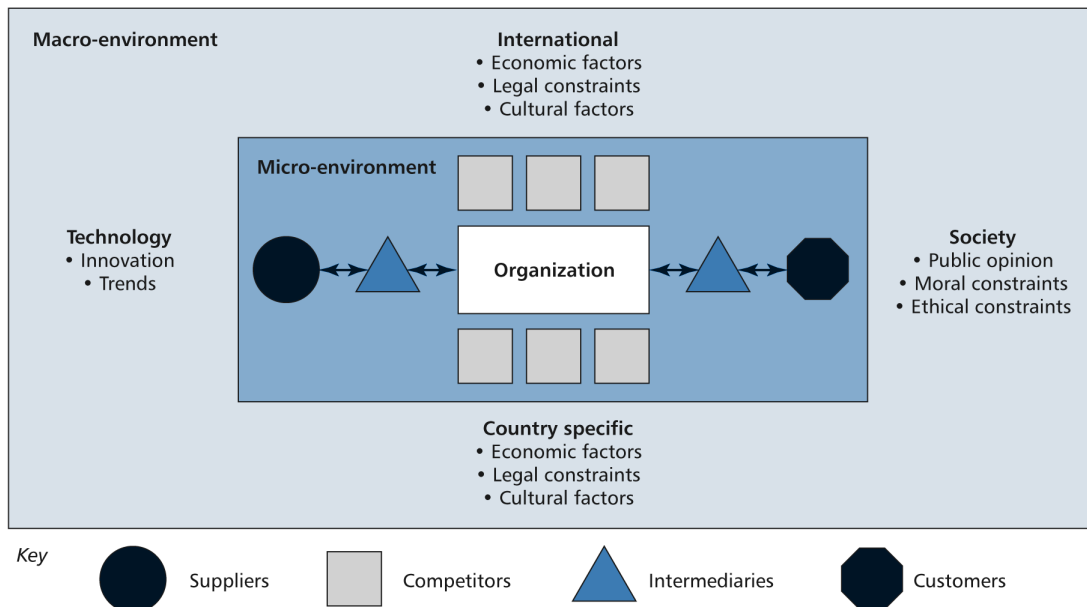 Macro-environment
International
• Economic factors
• Legal constraints
• Cultural factors
Micro-environment
Technology
• Innovation
• Trends
Organization
Society
• Public opinion
• Moral constraints
• Ethical constraints
Country specific
• Economic factors
• Legal constraints
• Cultural factors
Key
Suppliers
Competitors
Intermediaries
Customers